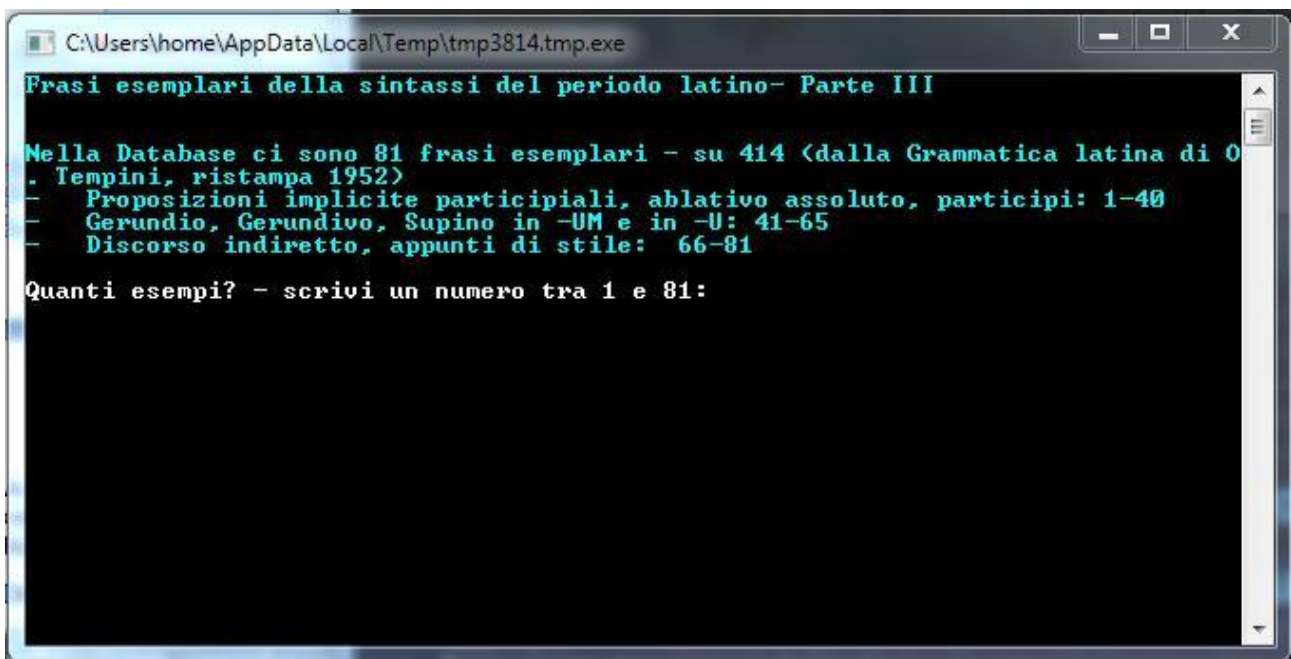 C:\Users\home\AppData\Local\Temp\tmp3814.tmp.exe
Frasi esemplari della sintassi del periodo latino- Parte III
Nella Database ci sono 81 frasi esemplari - su 414 (dalla Grammatica latina di O
. Tempini, ristampa 1952)
-   Proposizioni implicite participiali, ablativo assoluto, participi: 1-40
-   Gerundio, Gerundivo, Supino in -UM e in -U: 41-65
-   Discorso indiretto, appunti di stile:  66-81
Quanti esempi? - scrivi un numero tra 1 e 81: